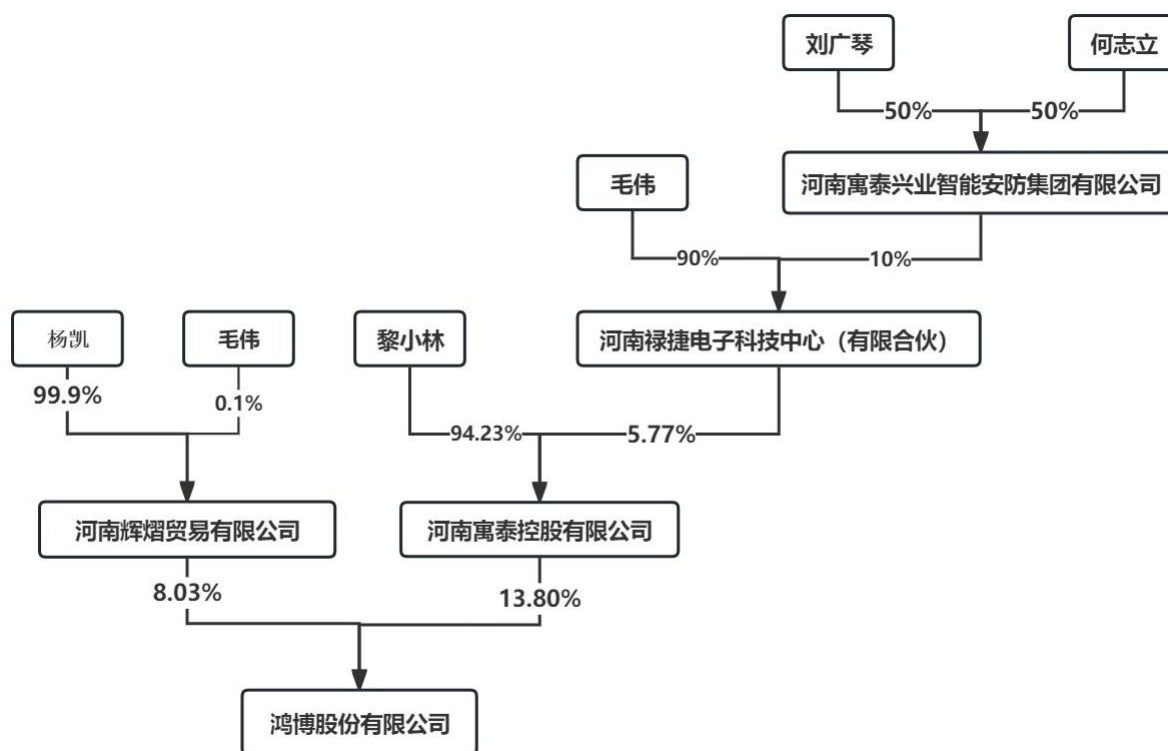 刘广琴
何志立
50%
50%
毛伟
河南寓泰兴业智能安防集团有限公司
90%
10%
杨凯
毛伟
黎小林
河南禄捷电子科技中心（有限合伙）
99.9%
0.1%
94.23%
5.77%
河南辉熠贸易有限公司
河南寓泰控股有限公司
8.03%
13.80%
鸿博股份有限公司